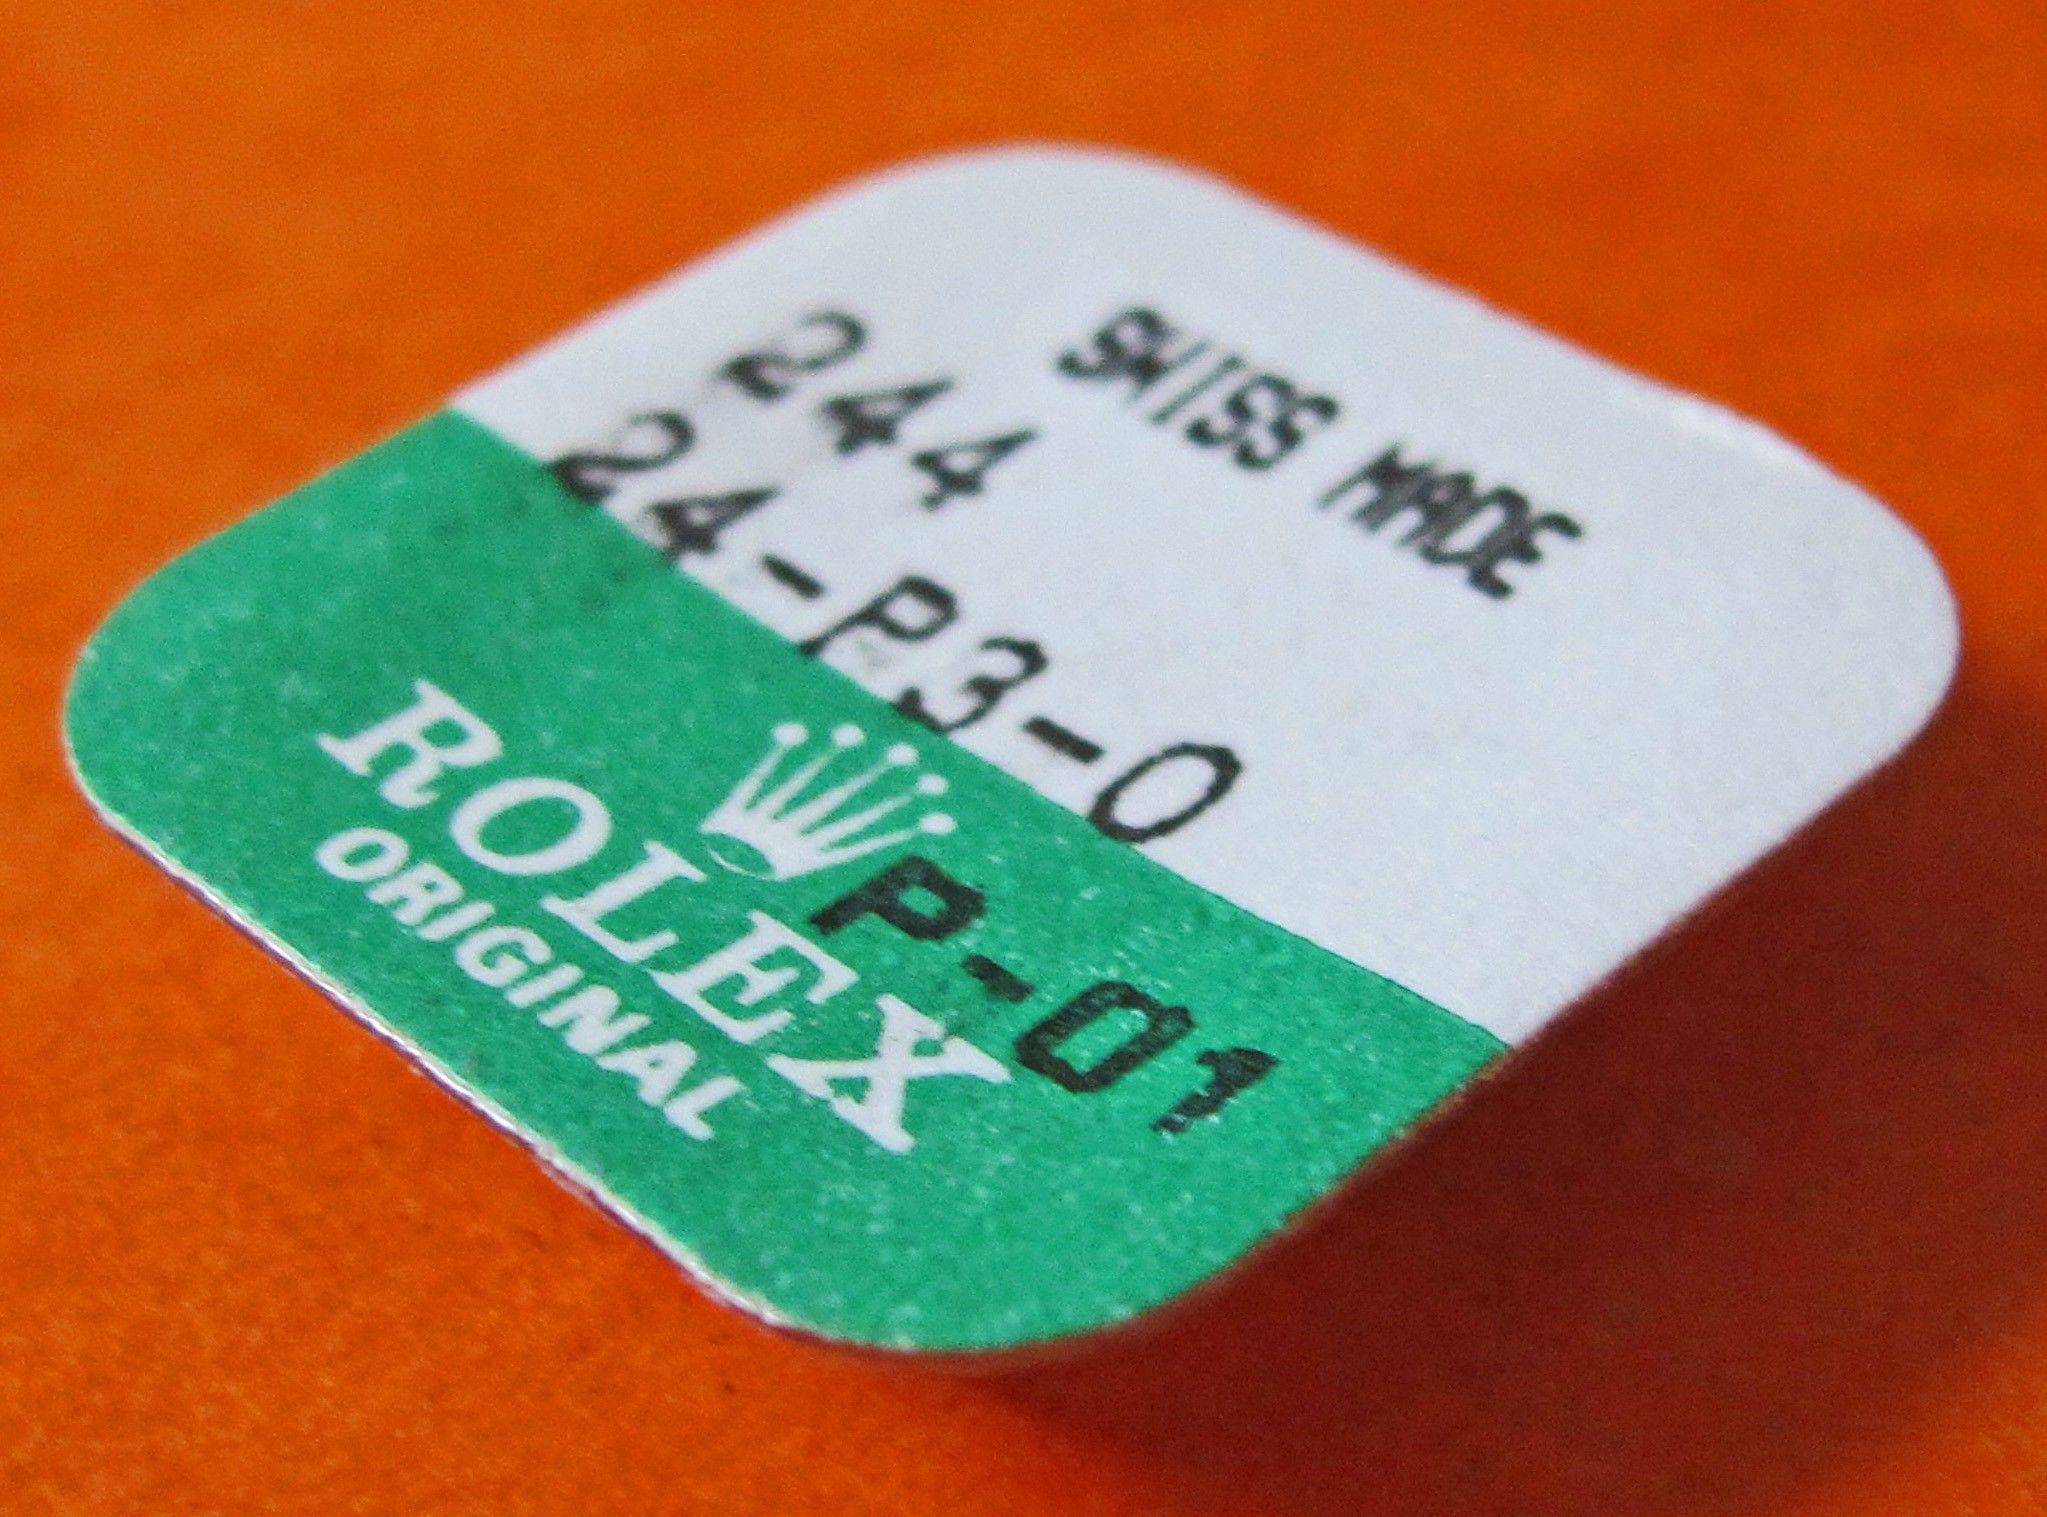 SWISS MADE
244
24-P3-0
P-01
ROLEX
ORIGINAL